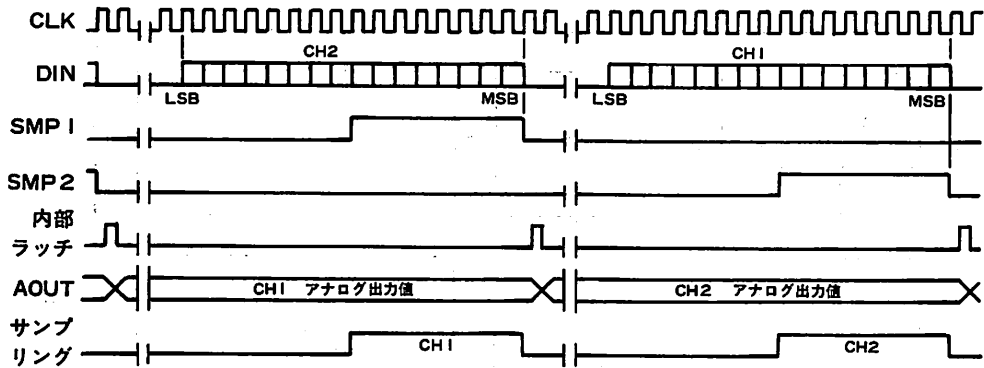 CLK
CH2
CH1
DIN
LSB
MSB
LSB
MSB
SMP1
SMP2
内部
ラッチ
AOUT
CH1 アナログ出力値
CH2 アナログ出力値
サンプ
リング
CH1
CH2